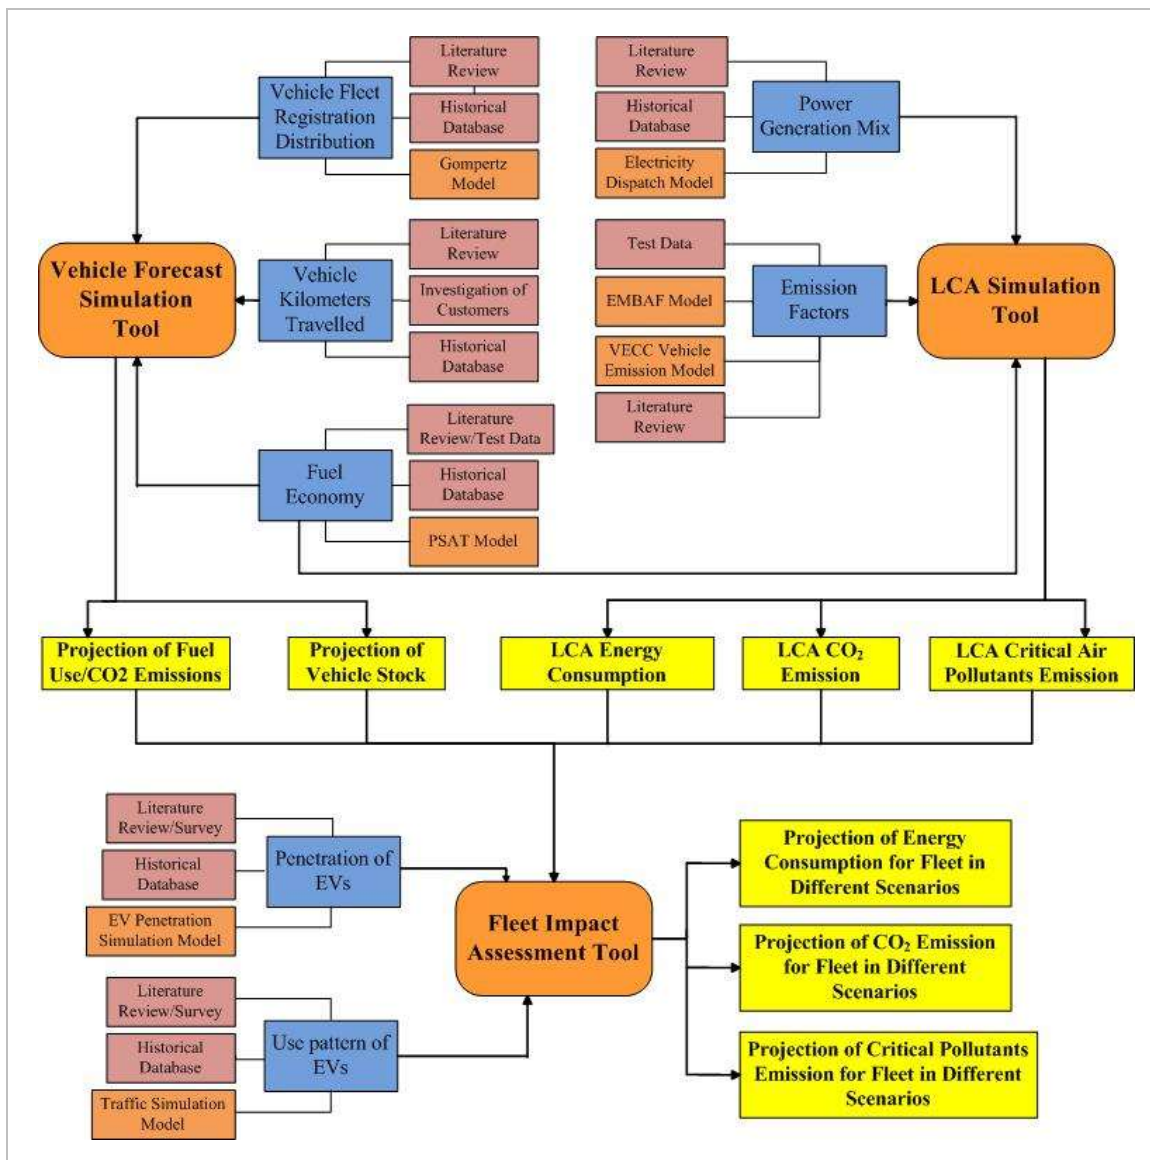 Literature
Review
Vehicle Fleet
Registration
Distribution
Historical
Database
Gompertz
Model
Literature
Review
Historical
Database
Electricity
Dispatch Model
Power
Generation Mix
Vehicle Forecast
Simulation
Tool
Vehicle
Kilometers
Travelled
Literature
Review
Investigation of
Customers
Historical
Database
Test Data
EMBAF Model
VECC Vehicle
Emission Model
Literature
Review
Emission
Factors
LCA Simulation
Tool
Fuel
Economy
Literature
Review/Test Data
Historical
Database
PSAT Model
Projection of Fuel
Use/CO2 Emissions
Projection of
Vehicle Stock
LCA Energy
Consumption
LCA CO₂
Emission
LCA Critical Air
Pollutants Emission
Literature
Review/Survey
Historical
Database
EV Penetration
Simulation Model
Penetration of
EVs
Literature
Review/Survey
Historical
Database
Traffic Simulation
Model
Use pattern of
EVs
Fleet Impact
Assessment Tool
Projection of Energy
Consumption for Fleet in
Different Scenarios
Projection of CO₂ Emission
for Fleet in Different
Scenarios
Projection of Critical Pollutants
Emission for Fleet in Different
Scenarios